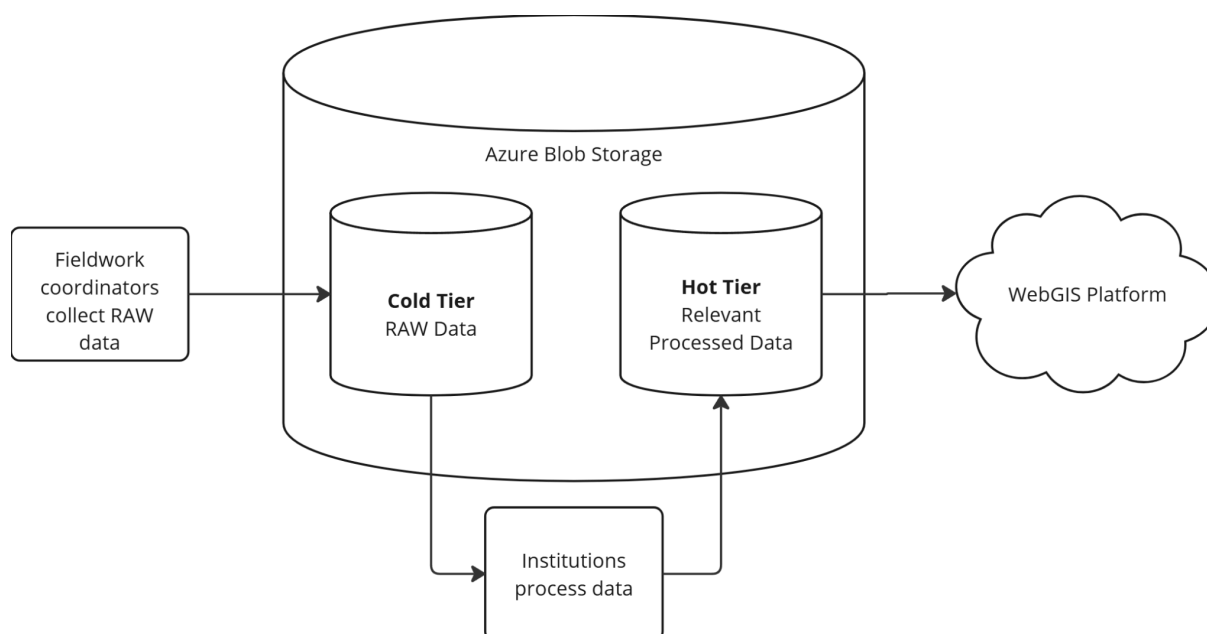 Azure Blob Storage
Fieldwork
coordinators
collect RAW
data
Cold Tier
RAW Data
Hot Tier
Relevant
Processed Data
WebGIS Platform
Institutions
process data